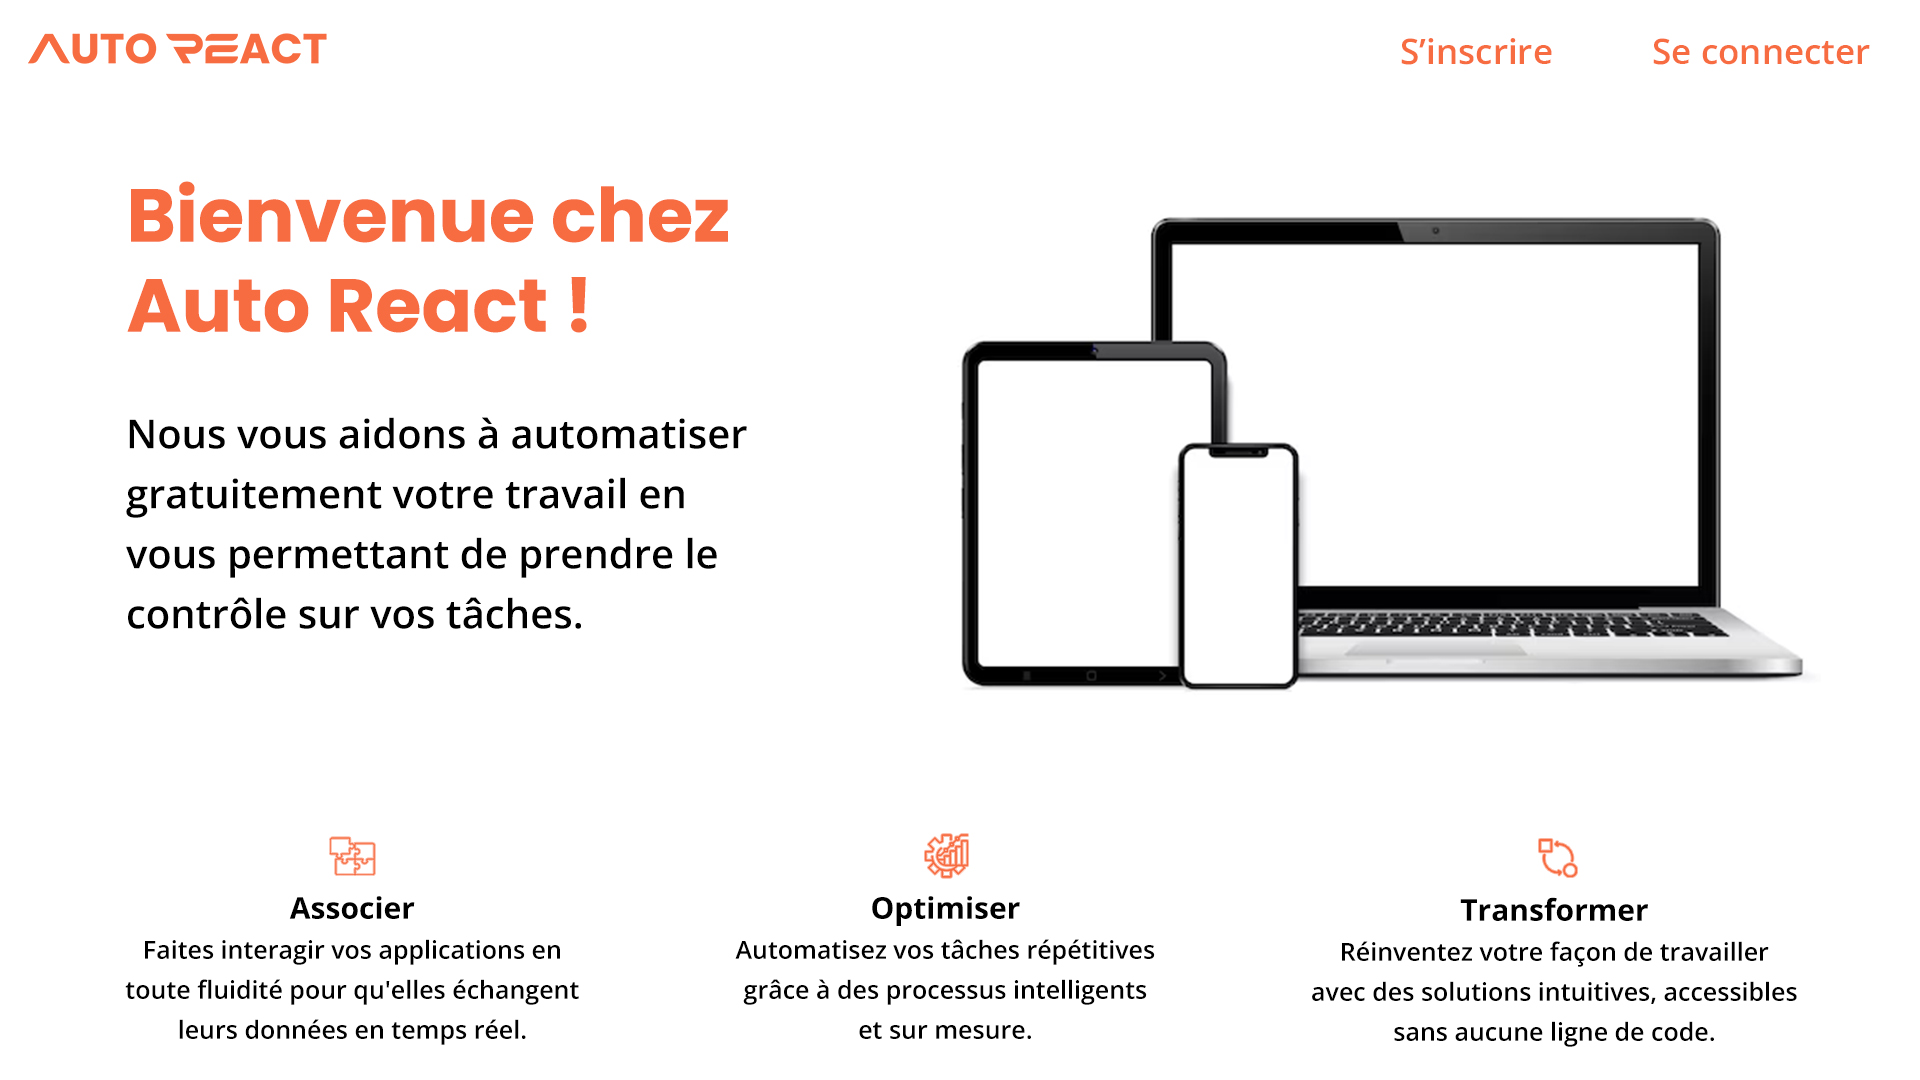 AUTO REACT
S’inscrire
Se connecter
Bienvenue chez
Auto React !
Nous vous aidons à automatiser
gratuitement votre travail en
vous permettant de prendre le
contrôle sur vos tâches.
Associer
Faites interagir vos applications en
toute fluidité pour qu'elles échangent
leurs données en temps réel.
Optimiser
Automatisez vos tâches répétitives
grâce à des processus intelligents
et sur mesure.
Transformer
Réinventez votre façon de travailler
avec des solutions intuitives, accessibles
sans aucune ligne de code.